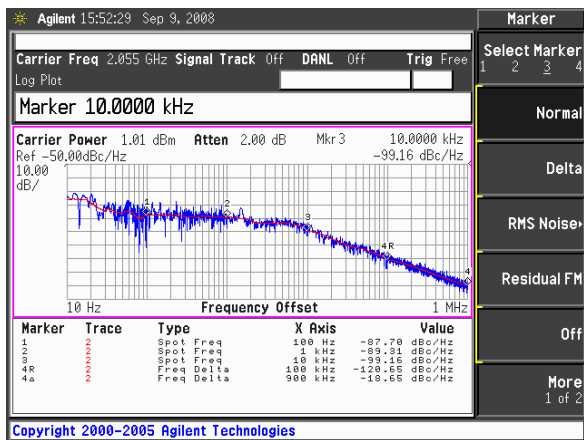 Agilent 15:52:29 Sep 9, 2008
Marker
Carrier Freq 2.055 GHz Signal Track Off DANL Off Trig Free
Log Plot
Select Marker
1 2 3 4
Marker 10.0000 kHz
Normal
Carrier Power 1.01 dBm Atten 2.00 dB Mkr3 10.0000 kHz
Ref -50.00dBc/Hz -99.16 dBc/Hz
10.00
dB/
Delta
1
2
3
4R
4
RMS Noise
Residual FM
10 Hz Frequency Offset 1 MHz
Marker Trace Type X Axis Value
1 2 Spot Freq 100 Hz -87.70 dBc/Hz
2 2 Spot Freq 1 kHz -89.31 dBc/Hz
3 2 Spot Freq 10 kHz -99.16 dBc/Hz
4R 2 Freq Delta 100 kHz -120.65 dBc/Hz
4Δ 2 Freq Delta 900 kHz -18.65 dBc/Hz
Off
More
1 of 2
Copyright 2000-2005 Agilent Technologies